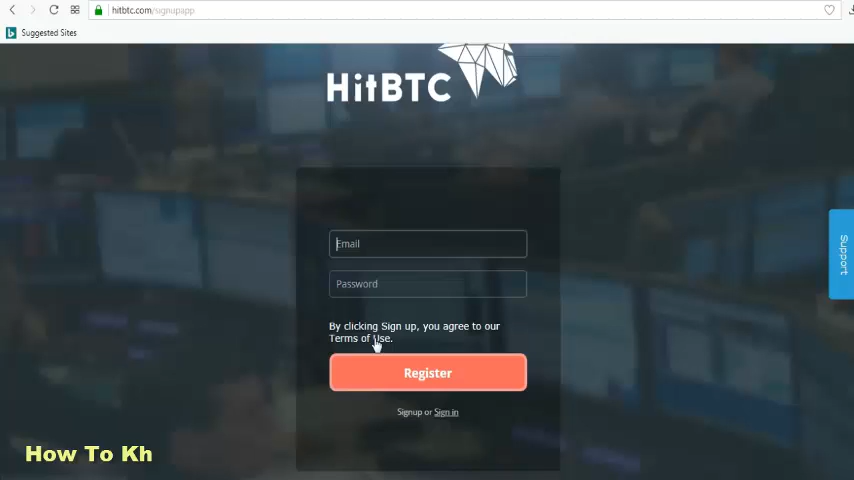 hitbtc.com/signupapp
Suggested Sites
HitBTC
Email
Password
By clicking Sign up, you agree to our
Terms of Use.
Register
Signup or Sign in
Support
How To Kh